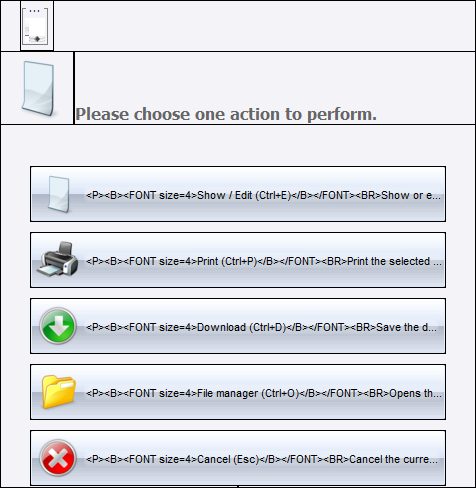 Please choose one action to perform.
<P><B><FONT size=4>Show / Edit (Ctrl+E)</B></FONT><BR>Show or e...
<P><B><FONT size=4>Print (Ctrl+P)</B></FONT><BR>Print the selected ...
<P><B><FONT size=4>Download (Ctrl+D)</B></FONT><BR>Save the d...
<P><B><FONT size=4>File manager (Ctrl+O)</B></FONT><BR>Opens th...
<P><B><FONT size=4>Cancel (Esc)</B></FONT><BR>Cancel the curre...